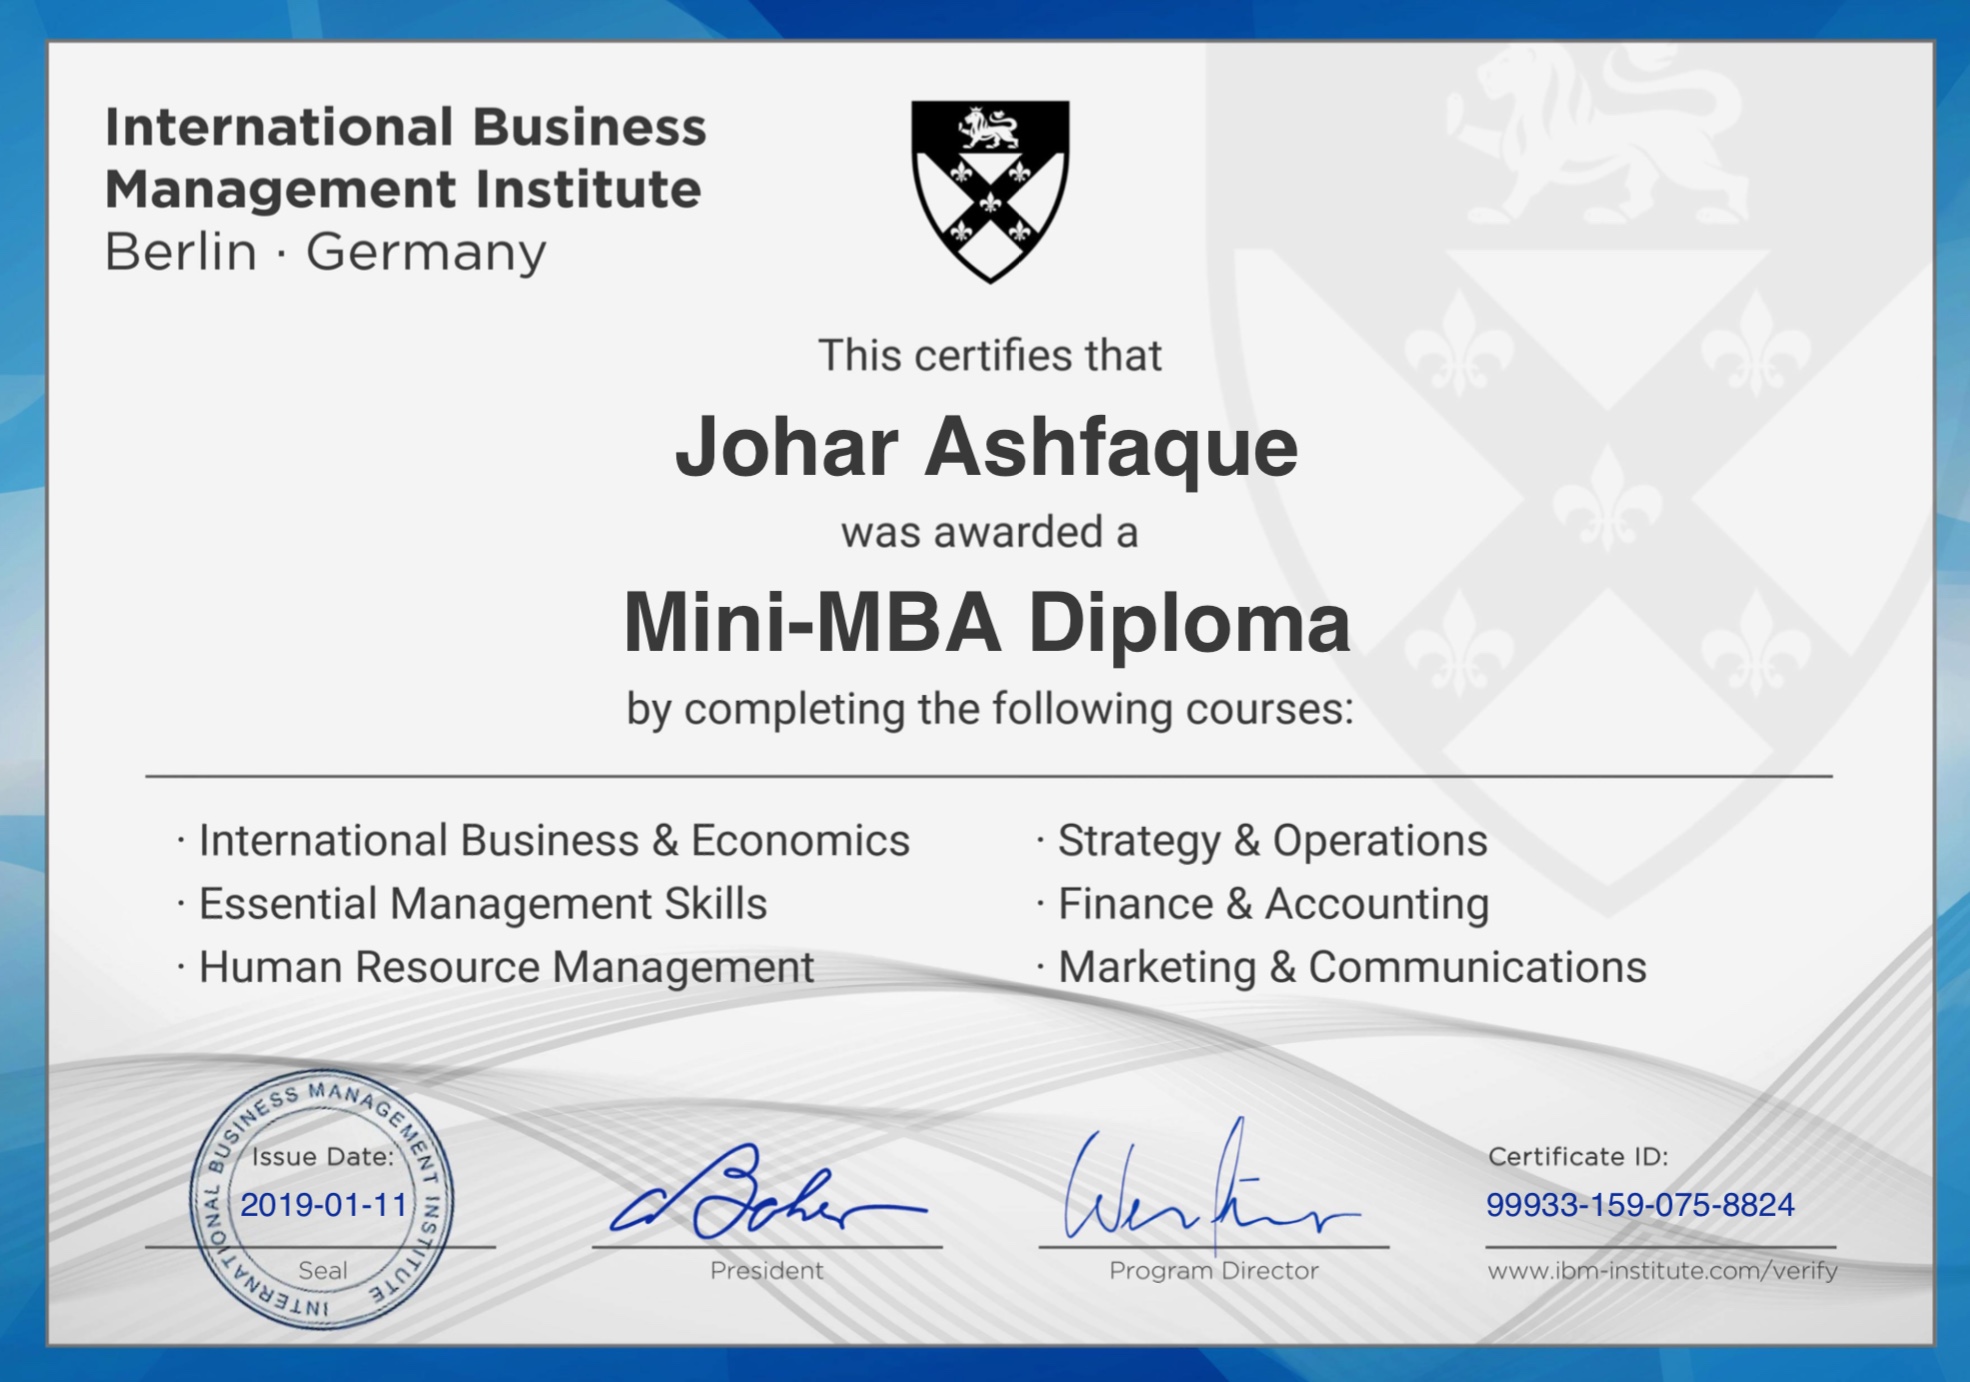 International Business
Management Institute
Berlin · Germany
This certifies that
Johar Ashfaque
was awarded a
Mini-MBA Diploma
by completing the following courses:
· International Business & Economics
· Essential Management Skills
· Human Resource Management
· Strategy & Operations
· Finance & Accounting
· Marketing & Communications
INTERNATIONAL BUSINESS MANAGEMENT INSTITUTE
Issue Date:
2019-01-11
Seal
President
Program Director
Certificate ID:
99933-159-075-8824
www.ibm-institute.com/verify